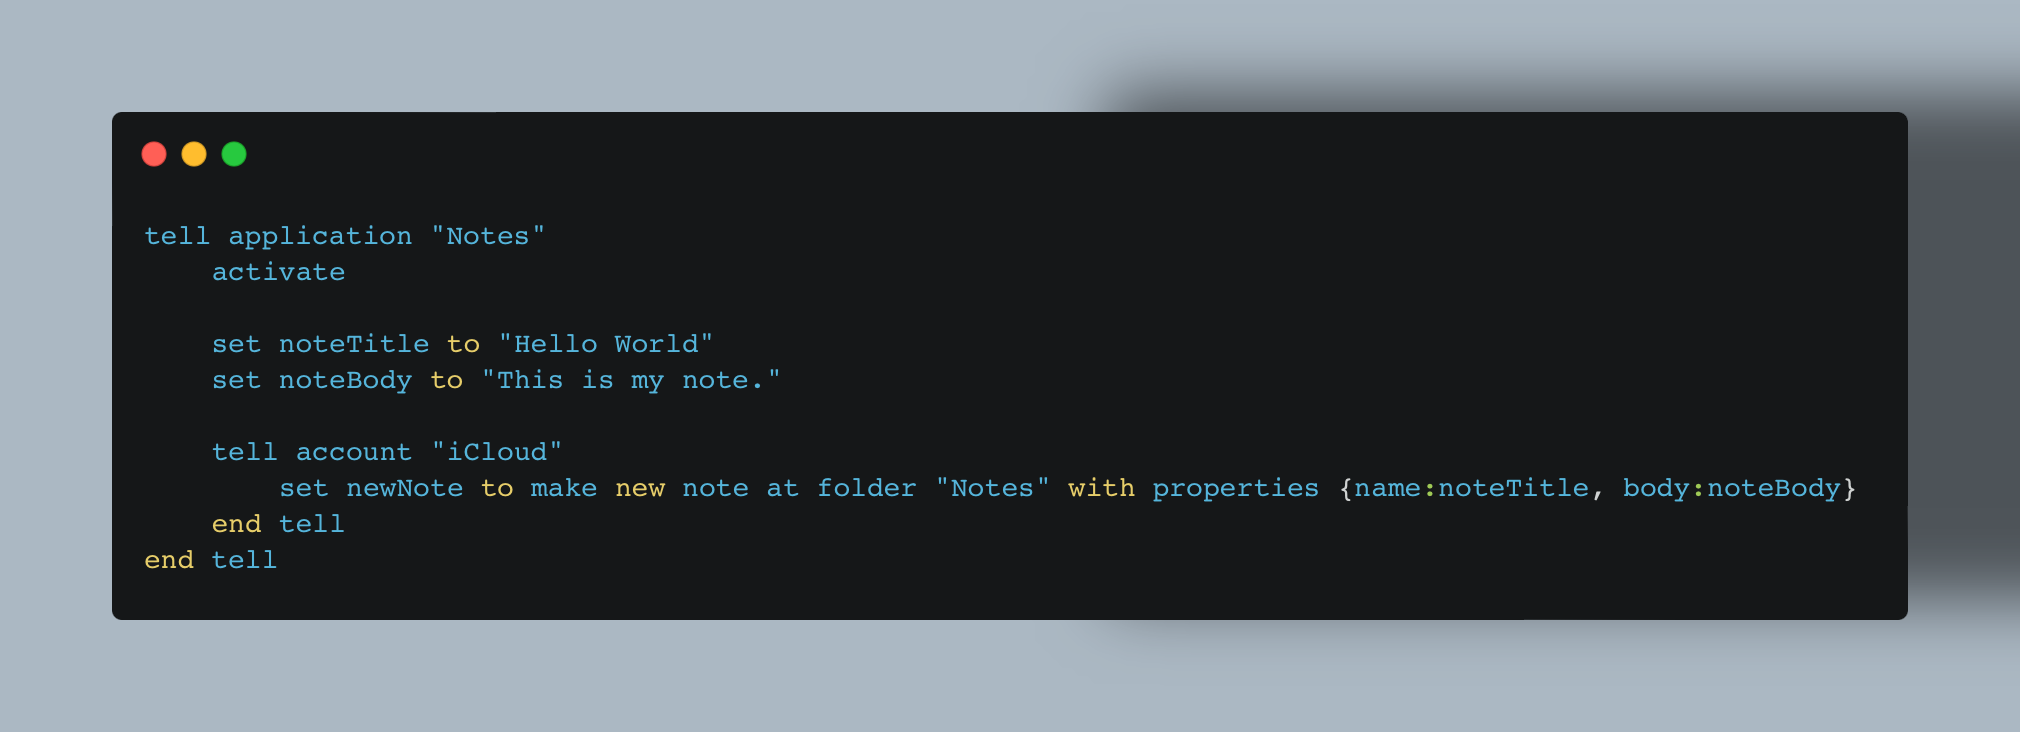 tell application "Notes"
    activate

    set noteTitle to "Hello World"
    set noteBody to "This is my note."

    tell account "iCloud"
        set newNote to make new note at folder "Notes" with properties {name:noteTitle, body:noteBody}
    end tell
end tell